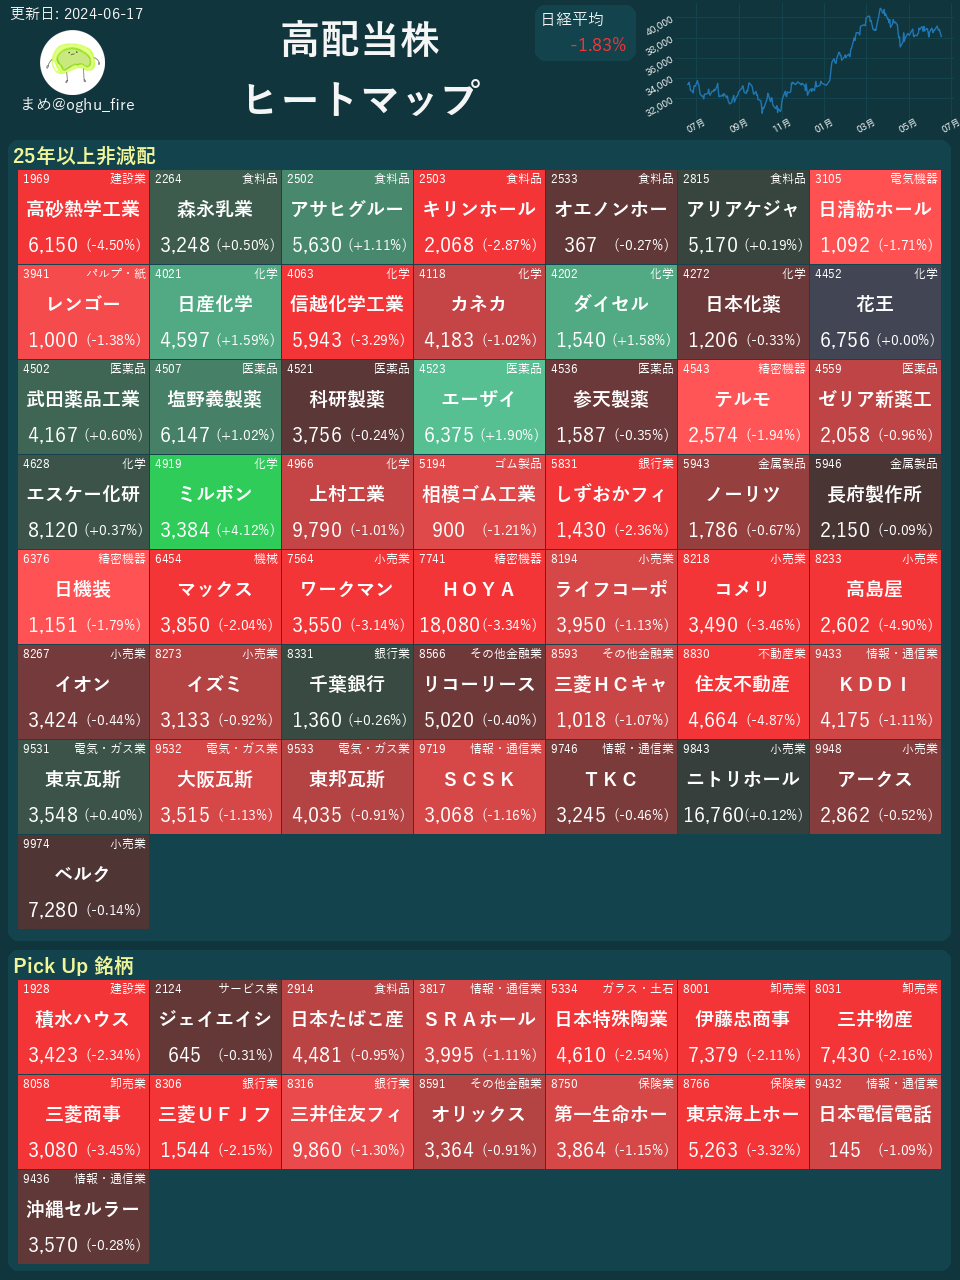 更新日: 2024-06-17
まめ@oghu_fire
高配当株
ヒートマップ
日経平均
-1.83%
40,000
38,000
36,000
34,000
32,000
07月 09月 11月 01月 03月 05月 07月
25年以上非減配
1969 建設業 2264 食料品 2502 食料品 2503 食料品 2533 食料品 2815 食料品 3105 電気機器
高砂熱学工業 森永乳業 アサヒグルー キリンホール オエノンホー アリアケジャ 日清紡ホール
6,150 (-4.50%) 3,248 (+0.50%) 5,630 (+1.11%) 2,068 (-2.87%) 367 (-0.27%) 5,170 (+0.19%) 1,092 (-1.71%)
3941 パルプ・紙 4021 化学 4063 化学 4118 化学 4202 化学 4272 化学 4452 化学
レンゴー 日産化学 信越化学工業 カネカ ダイセル 日本化薬 花王
1,000 (-1.38%) 4,597 (+1.59%) 5,943 (-3.29%) 4,183 (-1.02%) 1,540 (+1.58%) 1,206 (-0.33%) 6,756 (+0.00%)
4502 医薬品 4507 医薬品 4521 医薬品 4523 医薬品 4536 医薬品 4543 精密機器 4559 医薬品
武田薬品工業 塩野義製薬 科研製薬 エーザイ 参天製薬 テルモ ゼリア新薬工
4,167 (+0.60%) 6,147 (+1.02%) 3,756 (-0.24%) 6,375 (+1.90%) 1,587 (-0.35%) 2,574 (-1.94%) 2,058 (-0.96%)
4628 化学 4919 化学 4966 化学 5194 ゴム製品 5831 銀行業 5943 金属製品 5946 金属製品
エスケー化研 ミルボン 上村工業 相模ゴム工業 しずおかフィ ノーリツ 長府製作所
8,120 (+0.37%) 3,384 (+4.12%) 9,790 (-1.01%) 900 (-1.21%) 1,430 (-2.36%) 1,786 (-0.67%) 2,150 (-0.09%)
6376 精密機器 6454 機械 7564 小売業 7741 精密機器 8194 小売業 8218 小売業 8233 小売業
日機装 マックス ワークマン ＨＯＹＡ ライフコーポ コメリ 高島屋
1,151 (-1.79%) 3,850 (-2.04%) 3,550 (-3.14%) 18,080 (-3.34%) 3,950 (-1.13%) 3,490 (-3.46%) 2,602 (-4.90%)
8267 小売業 8273 小売業 8331 銀行業 8566 その他金融業 8593 その他金融業 8830 不動産業 9433 情報・通信業
イオン イズミ 千葉銀行 リコーリース 三菱ＨＣキャ 住友不動産 ＫＤＤＩ
3,424 (-0.44%) 3,133 (-0.92%) 1,360 (+0.26%) 5,020 (-0.40%) 1,018 (-1.07%) 4,664 (-4.87%) 4,175 (-1.11%)
9531 電気・ガス業 9532 電気・ガス業 9533 電気・ガス業 9719 情報・通信業 9746 情報・通信業 9843 小売業 9948 小売業
東京瓦斯 大阪瓦斯 東邦瓦斯 ＳＣＳＫ ＴＫＣ ニトリホール アークス
3,548 (+0.40%) 3,515 (-1.13%) 4,035 (-0.91%) 3,068 (-1.16%) 3,245 (-0.46%) 16,760 (+0.12%) 2,862 (-0.52%)
9974 小売業
ベルク
7,280 (-0.14%)
Pick Up 銘柄
1928 建設業 2124 サービス業 2914 食料品 3817 情報・通信業 5334 ガラス・土石 8001 卸売業 8031 卸売業
積水ハウス ジェイエイシ 日本たばこ産 ＳＲＡホール 日本特殊陶業 伊藤忠商事 三井物産
3,423 (-2.34%) 645 (-0.31%) 4,481 (-0.95%) 3,995 (-1.11%) 4,610 (-2.54%) 7,379 (-2.11%) 7,430 (-2.16%)
8058 卸売業 8306 銀行業 8316 銀行業 8591 その他金融業 8750 保険業 8766 保険業 9432 情報・通信業
三菱商事 三菱ＵＦＪフ 三井住友フィ オリックス 第一生命ホー 東京海上ホー 日本電信電話
3,080 (-3.45%) 1,544 (-2.15%) 9,860 (-1.30%) 3,364 (-0.91%) 3,864 (-1.15%) 5,263 (-3.32%) 145 (-1.09%)
9436 情報・通信業
沖縄セルラー
3,570 (-0.28%)